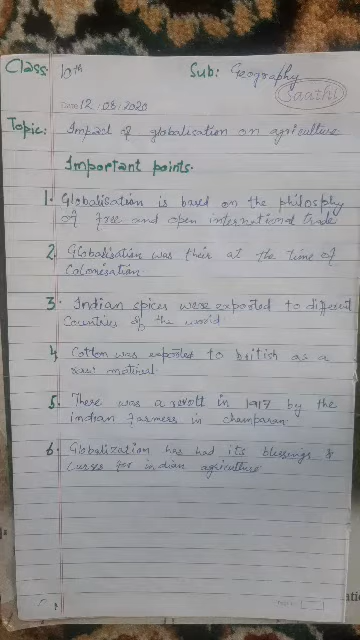 Class: 10th
Sub: Geography
Saathi
Date 12/08/2020
Topic: Impact of globalisation on agriculture
Important points.
1. Globalisation is based on the philosphy
of free and open international trade
2. Globalisation was their at the time of
Colonisation.
3. Indian spices were exported to different
Countries of the world.
4. Cotton was exported to british as a
raw material.
5. There was a revolt in 1917 by the
indian farmers in champaran.
6. Globalization has had its blessings &
Curses for indian agriculture